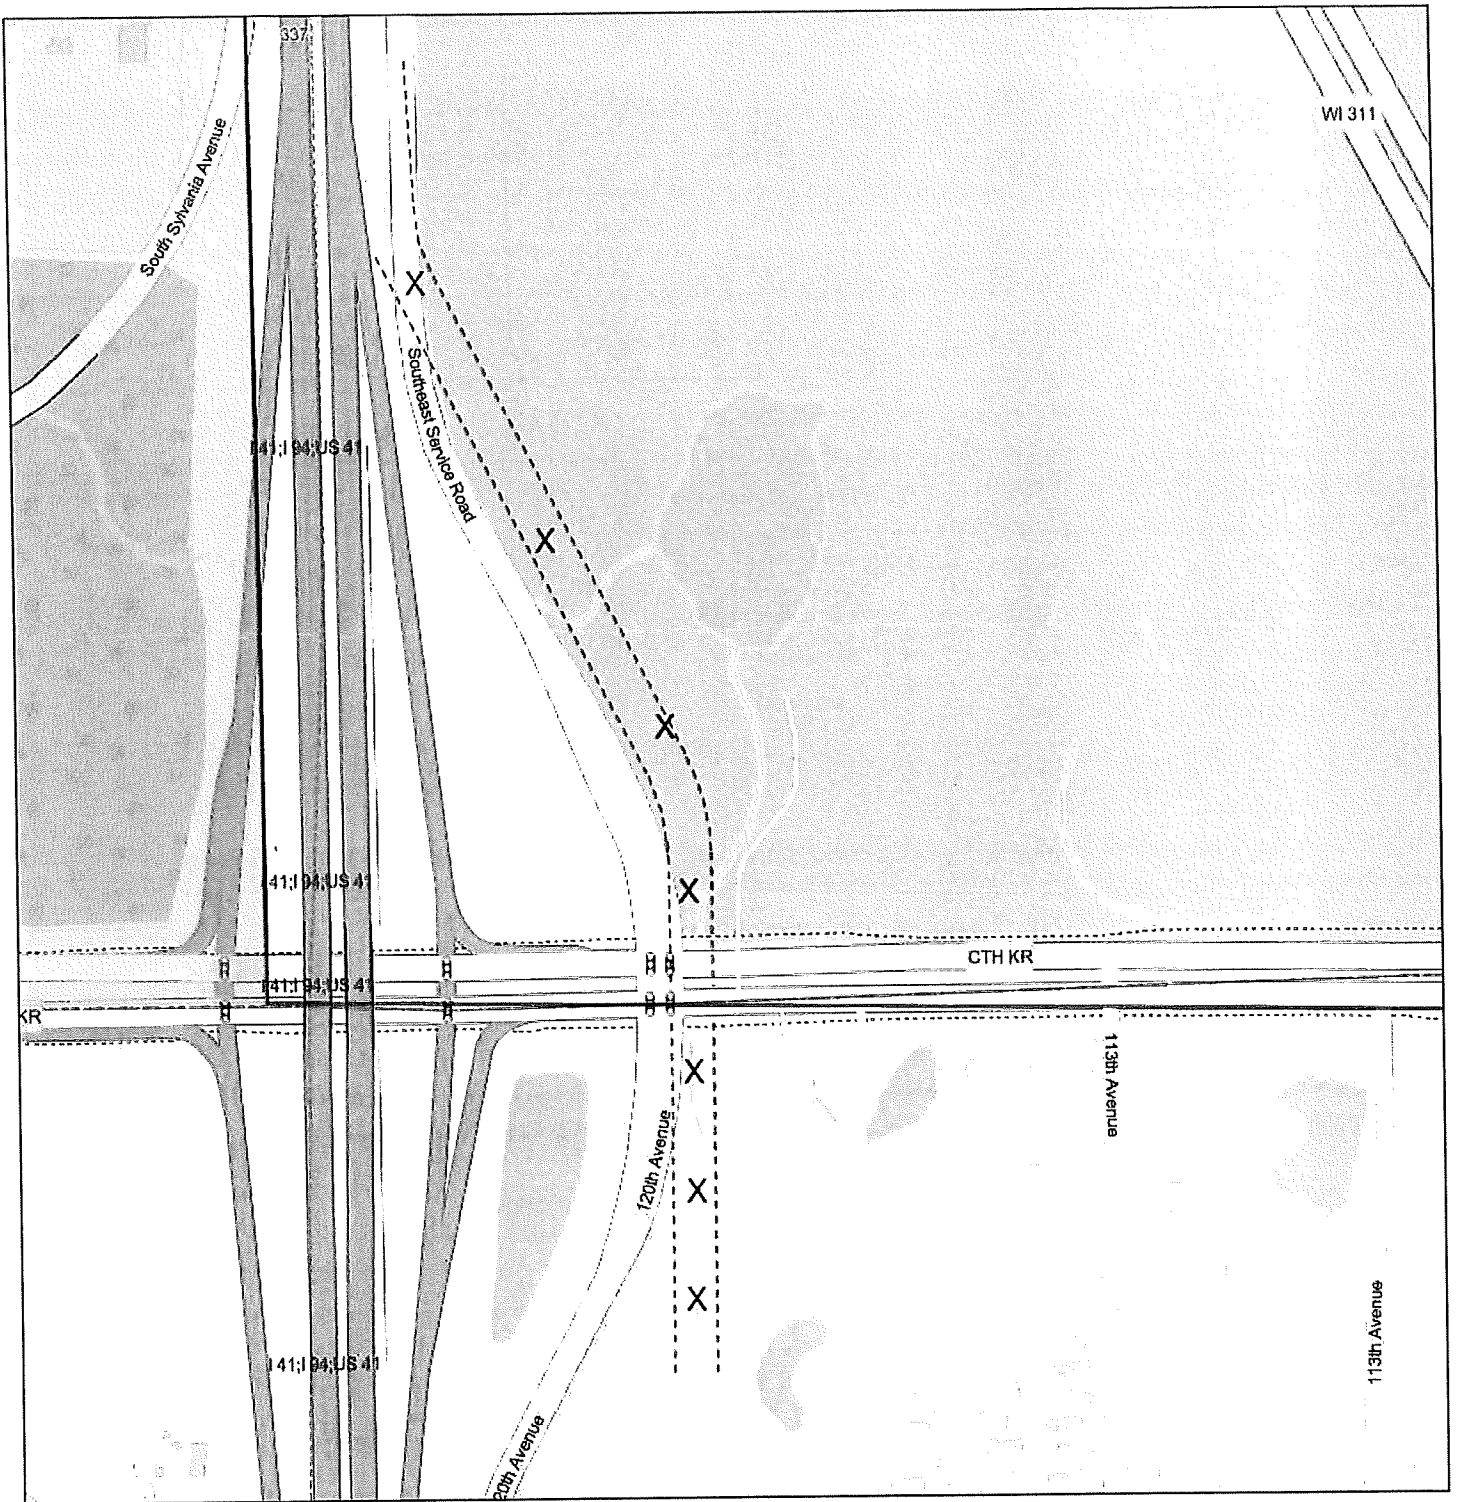 337
WI 311
South Sylvania Avenue
X
Southeast Service Road
I 41;I 94;US 41
X
X
I 41;I 94;US 41
X
CTH KR
I 41;I 94;US 41
KR
X
113th Avenue
120th Avenue
X
X
113th Avenue
I 41;I 94;US 41
20th Avenue